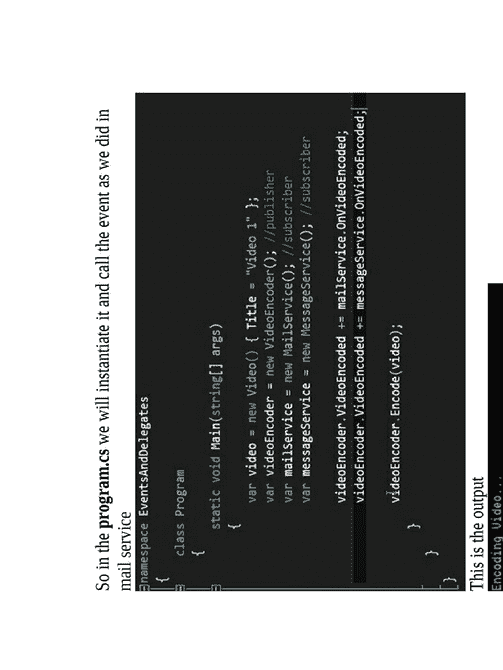 So in the program.cs we will instantiate it and call the event as we did in
mail service
namespace EventsAndDelegates
{
class Program
{
static void Main(string[] args)
{
var video = new Video() { Title = "Video 1" };
var videoEncoder = new VideoEncoder(); //publisher
var mailService = new MailService(); //subscriber
var messageService = new MessageService(); //subscriber
videoEncoder.VideoEncoded += mailService.OnVideoEncoded;
videoEncoder.VideoEncoded += messageService.OnVideoEncoded;
videoEncoder.Encode(video);
}
}
}
This is the output
Encoding Video...